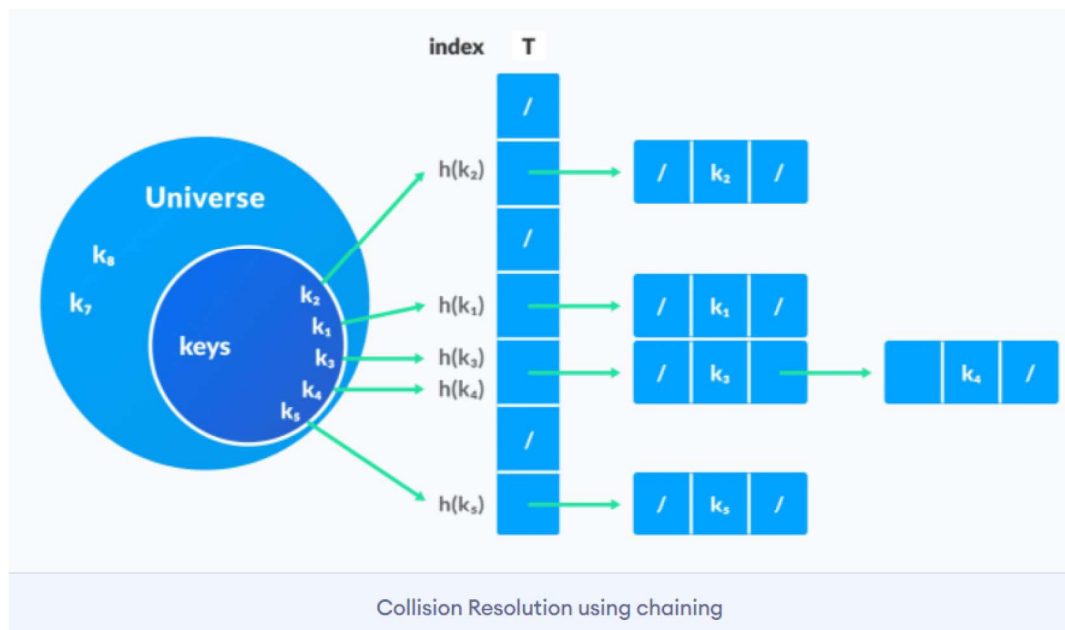 index T
/
h(k₂) / k₂ /
Universe
/
k₈
k₇
k₂
k₁
keys
k₃
k₄
k₅
h(k₁) / k₁ /
h(k₃) / k₃
h(k₄)
k₄ /
/
h(k₅) / k₅ /
Collision Resolution using chaining